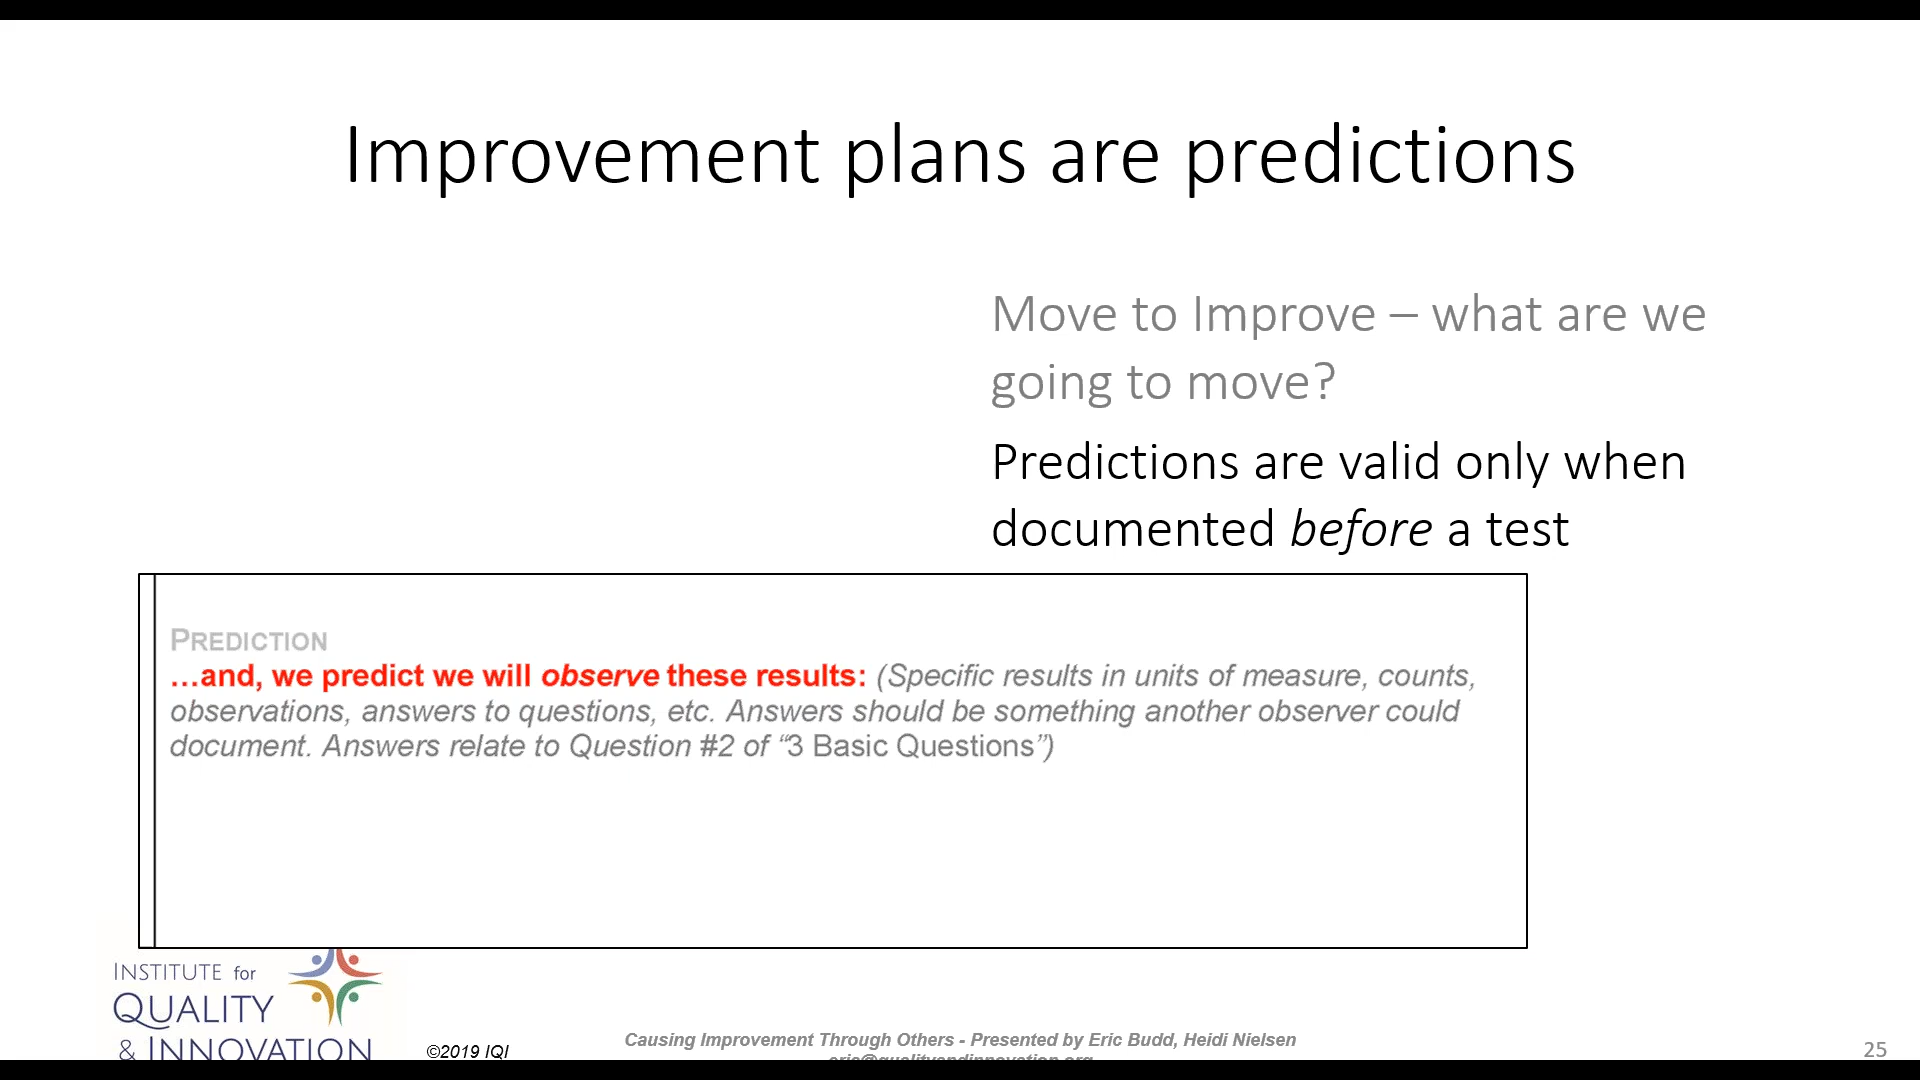 Improvement plans are predictions
Move to Improve – what are we
going to move?
Predictions are valid only when
documented before a test
PREDICTION
…and, we predict we will observe these results: (Specific results in units of measure, counts,
observations, answers to questions, etc. Answers should be something another observer could
document. Answers relate to Question #2 of “3 Basic Questions”)
INSTITUTE for
QUALITY
& INNOVATION
©2019 IQI
Causing Improvement Through Others - Presented by Eric Budd, Heidi Nielsen
eric@qualityandinnovation.org
25